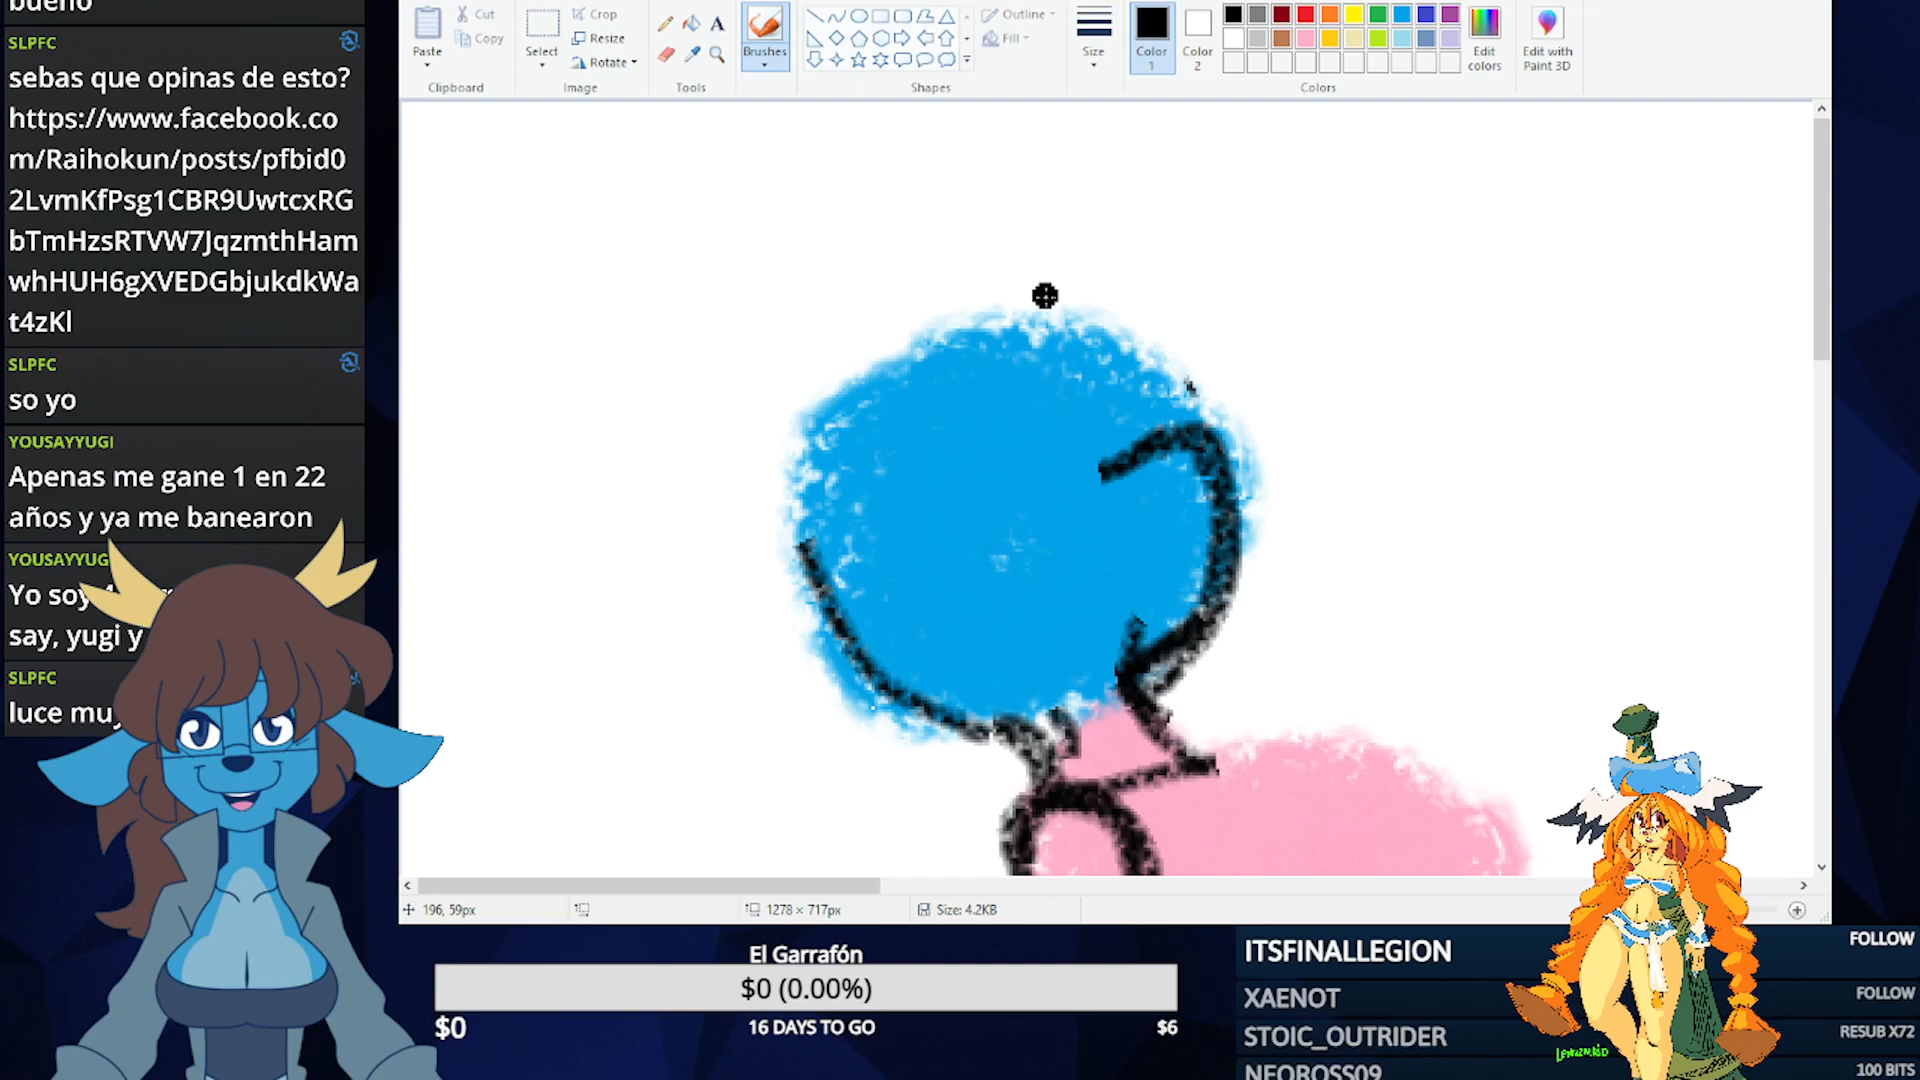 bueno
SLPFC
sebas que opinas de esto?
https://www.facebook.co
m/Raihokun/posts/pfbid0
2LvmKfPsg1CBR9UwtcxRG
bTmHzsRTVW7JqzmthHam
whHUH6gXVEDGbjukdkWa
t4zKl
SLPFC
so yo
YOUSAYYUGI
Apenas me gane 1 en 22
años y ya me banearon
YOUSAYYUG
Yo soy
say, yugi y
SLPFC
luce muy
Paste
Cut
Copy
Clipboard
Select
Crop
Resize
Rotate
Image
A
Tools
Brushes
Outline
Fill
Shapes
Size
Color
1
Color
2
Edit
colors
Edit with
Paint 3D
Colors
196, 59px
1278 × 717px
Size: 4.2KB
El Garrafón
$0 (0.00%)
$0
16 DAYS TO GO
$6
ITSFINALLEGION
FOLLOW
XAENOT
FOLLOW
STOIC_OUTRIDER
RESUB X72
NEOROSS09
100 BITS